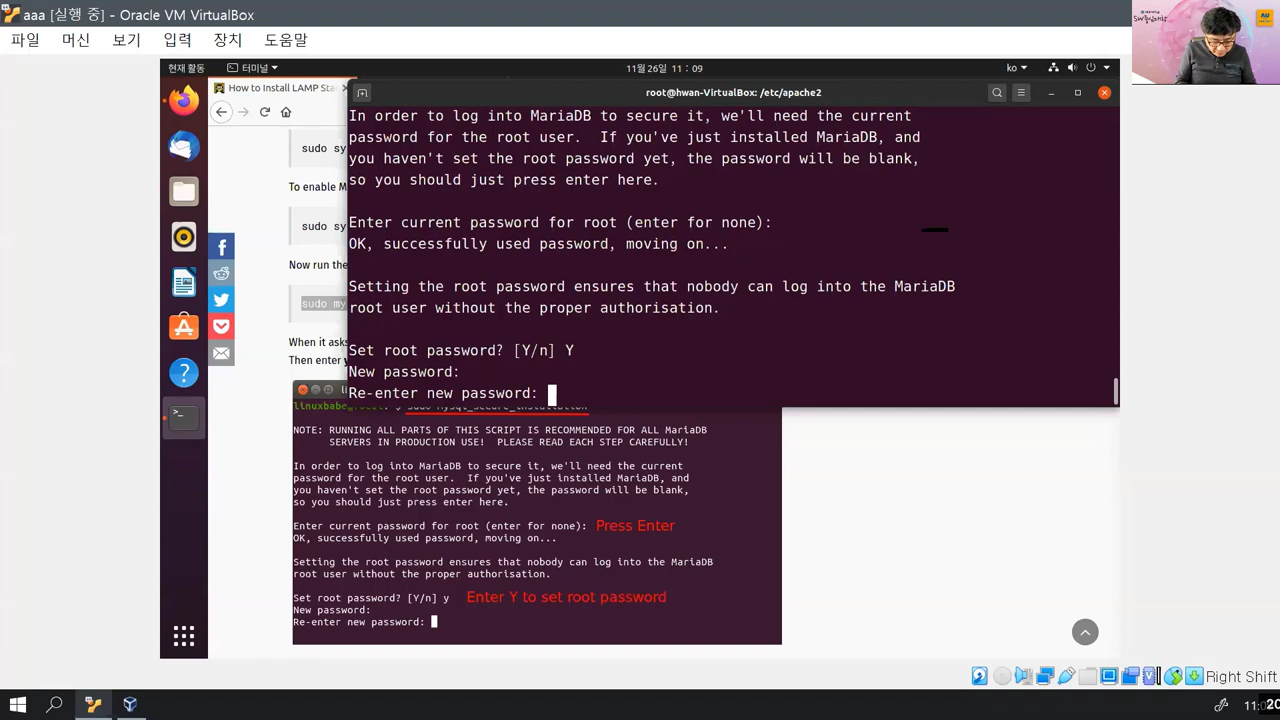 aaa [실행 중] - Oracle VM VirtualBox
파일 머신 보기 입력 장치 도움말
현재 활동 터미널 11월26일 11 : 09 ko
How to Install LAMP Sta
root@hwan-VirtualBox: /etc/apache2
In order to log into MariaDB to secure it, we'll need the current
password for the root user. If you've just installed MariaDB, and
you haven't set the root password yet, the password will be blank,
so you should just press enter here.
Enter current password for root (enter for none):
OK, successfully used password, moving on...
Setting the root password ensures that nobody can log into the MariaDB
root user without the proper authorisation.
Set root password? [Y/n] Y
New password:
Re-enter new password:
sudo sy
To enable M
sudo sy
Now run the
sudo my
When it asks
Then enter
NOTE: RUNNING ALL PARTS OF THIS SCRIPT IS RECOMMENDED FOR ALL MariaDB
SERVERS IN PRODUCTION USE! PLEASE READ EACH STEP CAREFULLY!
In order to log into MariaDB to secure it, we'll need the current
password for the root user. If you've just installed MariaDB, and
you haven't set the root password yet, the password will be blank,
so you should just press enter here.
Enter current password for root (enter for none): Press Enter
OK, successfully used password, moving on...
Setting the root password ensures that nobody can log into the MariaDB
root user without the proper authorisation.
Set root password? [Y/n] y Enter Y to set root password
New password:
Re-enter new password:
Right Shift
SW중심대학